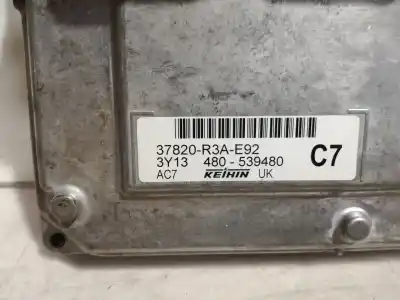 37820-R3A-E92
3Y13 480-539480 C7
AC7 KEIHIN UK